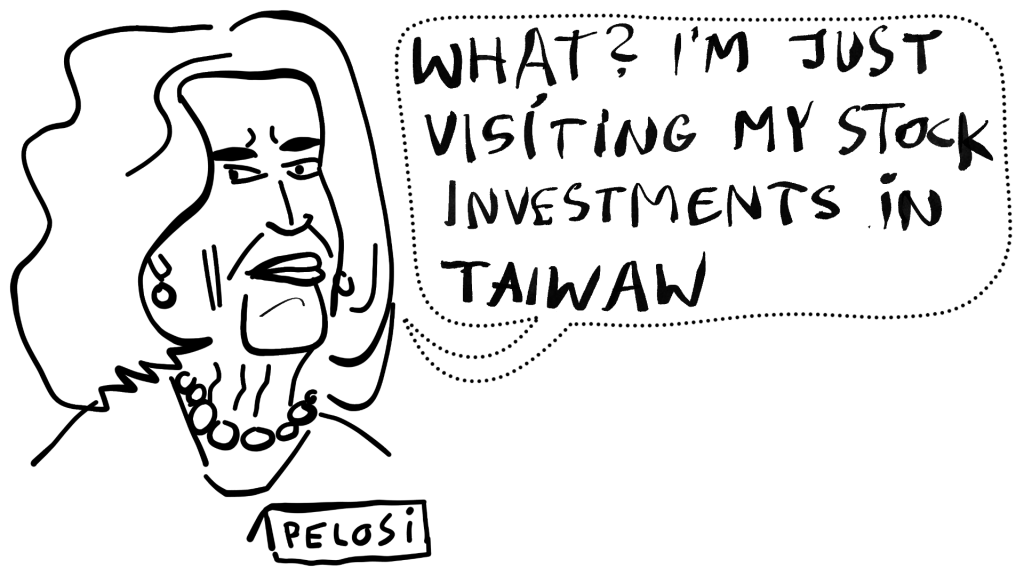 WHAT? I'M JUST
VISITING MY STOCK
INVESTMENTS IN
TAIWAW
PELOSI